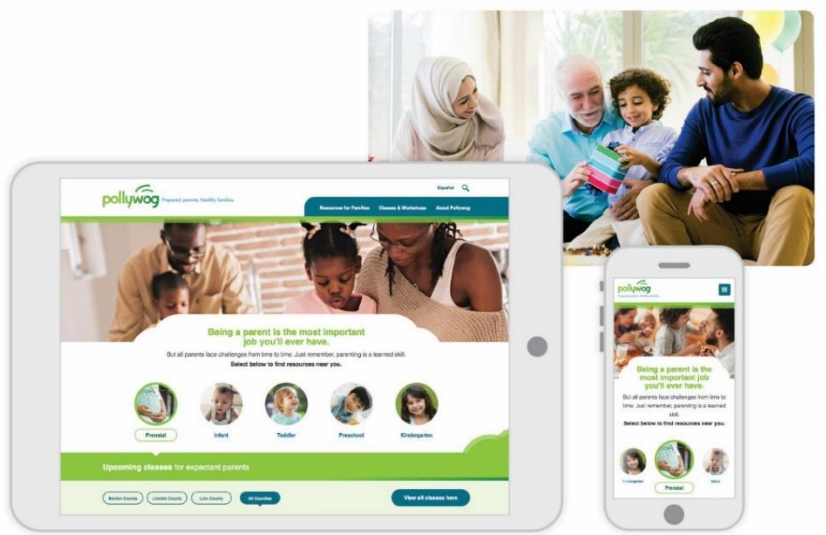 Español
pollywog Prepared parents. Healthy families.
Resources for Families Classes & Workshops About Pollywog
Being a parent is the most important
job you'll ever have.
But all parents face challenges from time to time. Just remember, parenting is a learned skill.
Select below to find resources near you.
Prenatal Infant Toddler Preschool Kindergarten
Upcoming classes for expectant parents
Benton County Lincoln County Linn County All Counties View all classes here
pollywog
Prepared parents. Healthy families.
Being a parent is the
most important job
you'll ever have.
But all parents face challenges from time to
time. Just remember, parenting is a learned
skill.
Select below to find resources near you.
Kindergarten Prenatal Infant